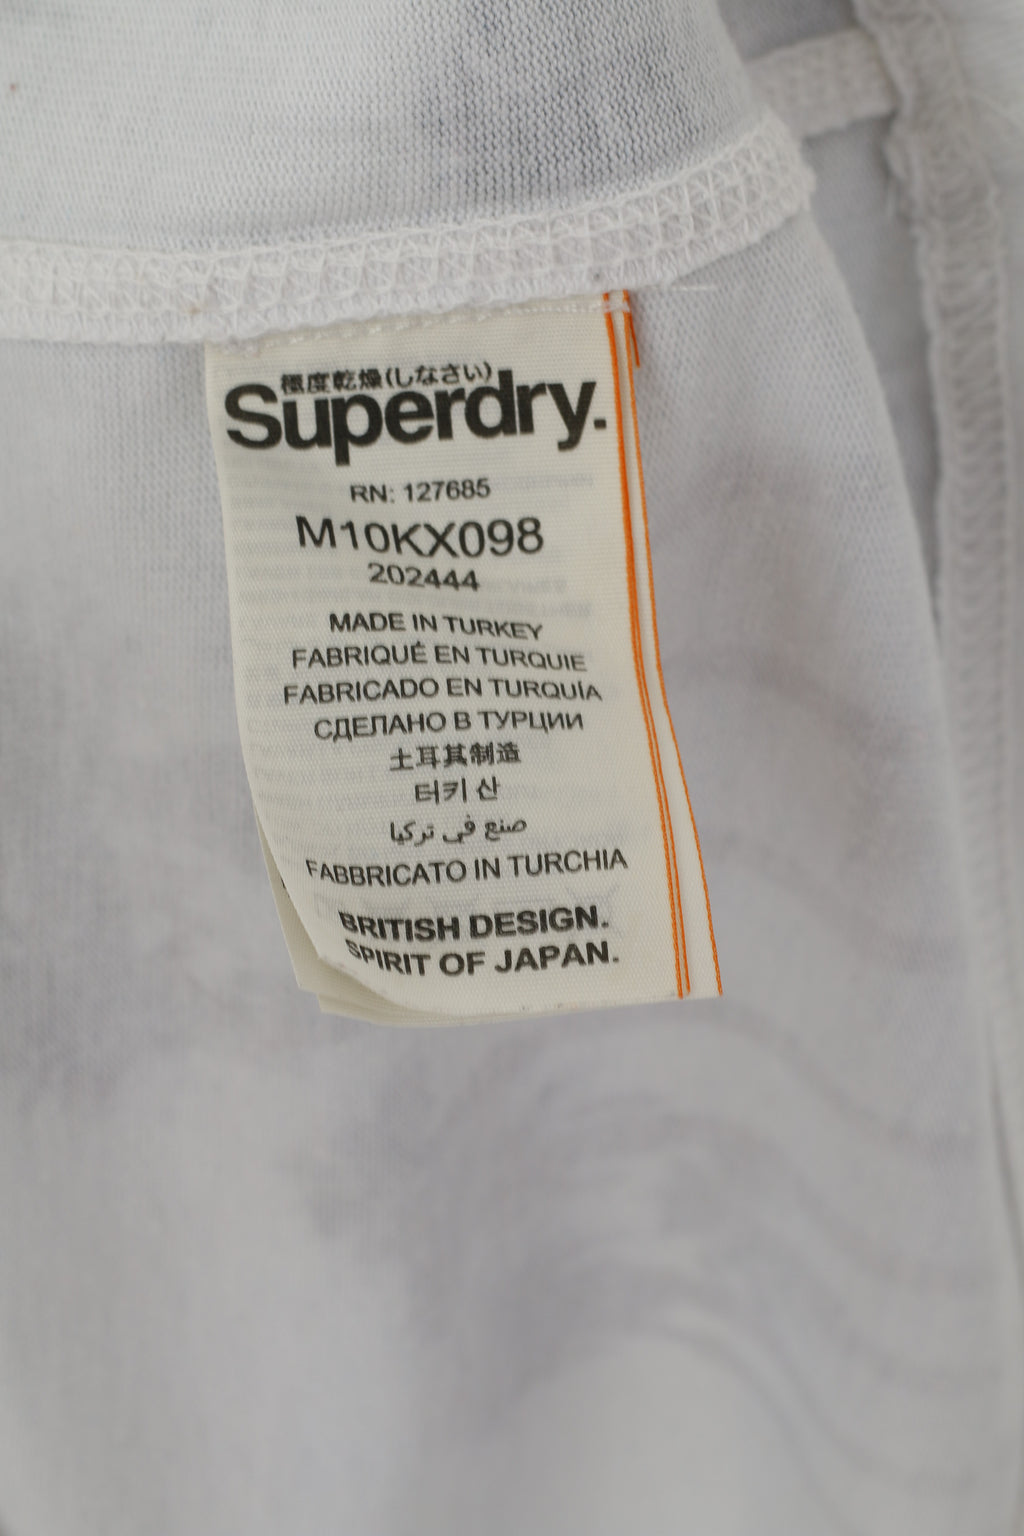 極度乾燥(しなさい)
Superdry.
RN: 127685
M10KX098
202444
MADE IN TURKEY
FABRIQUÉ EN TURQUIE
FABRICADO EN TURQUÍA
СДЕЛАНО В ТУРЦИИ
土耳其制造
터키 산
صنع في تركيا
FABBRICATO IN TURCHIA
BRITISH DESIGN.
SPIRIT OF JAPAN.